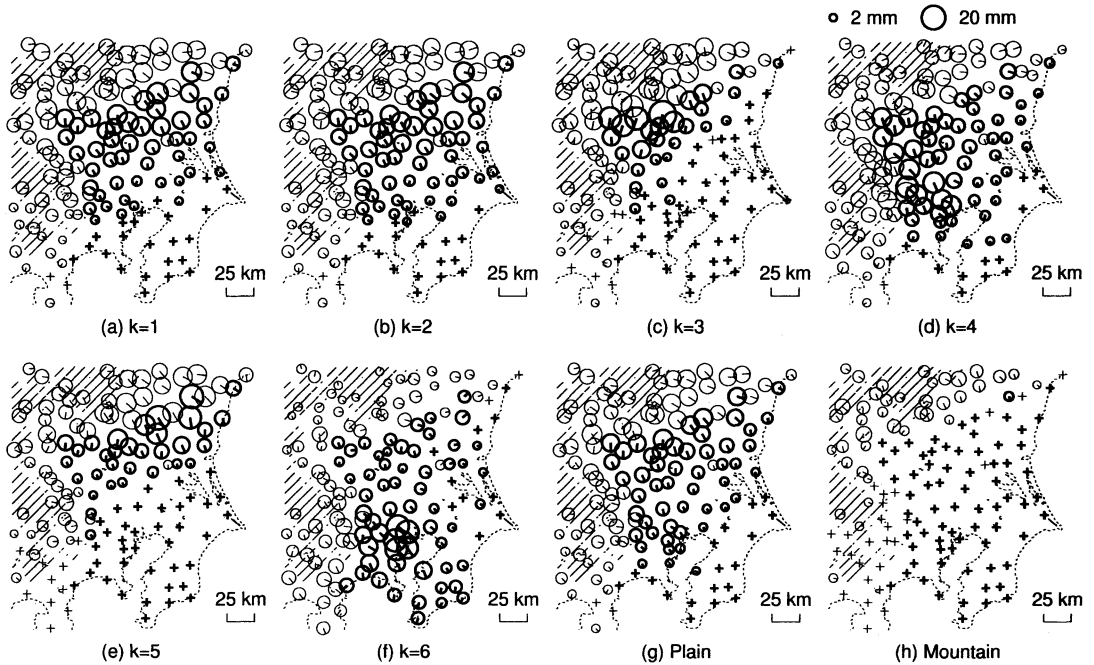 2 mm 20 mm
25 km 25 km 25 km 25 km
(a) k=1 (b) k=2 (c) k=3 (d) k=4
25 km 25 km 25 km 25 km
(e) k=5 (f) k=6 (g) Plain (h) Mountain